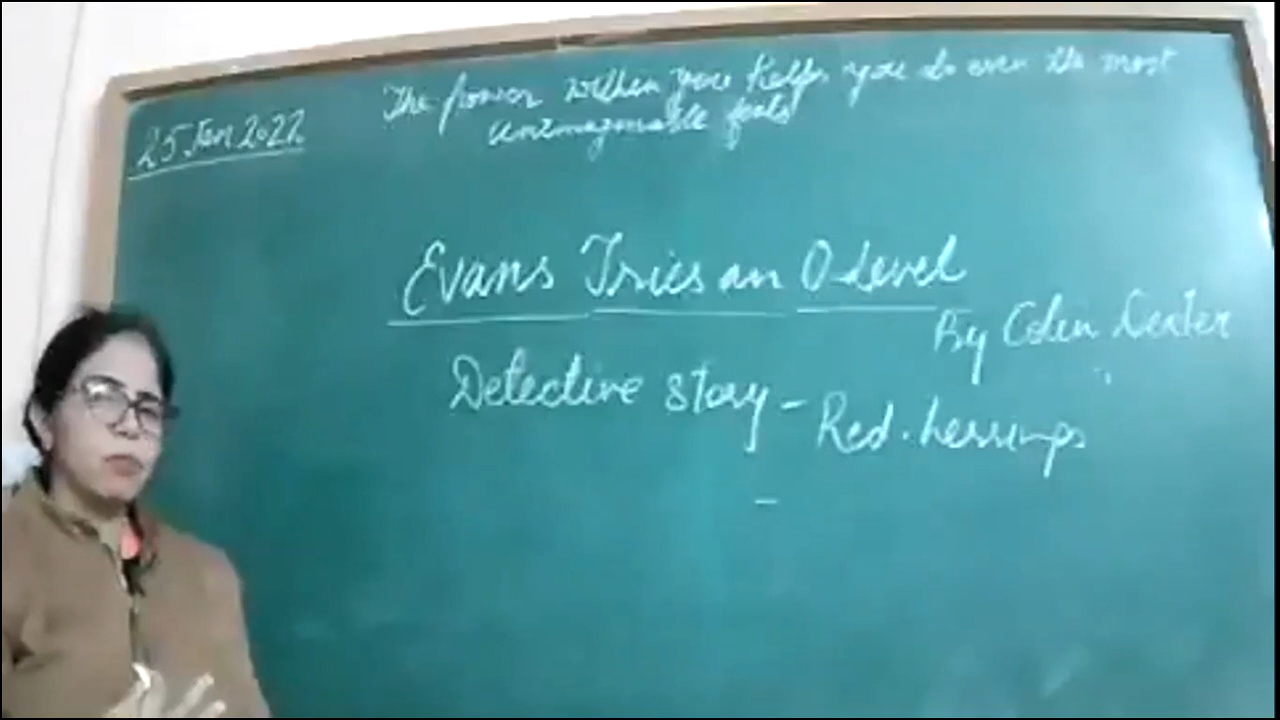 25 Jan 2022
The power within you helps you do even the most
unimaginable feats
Evans Tries an O-Level
By Colin Dexter
Detective story - Red-herrings
-